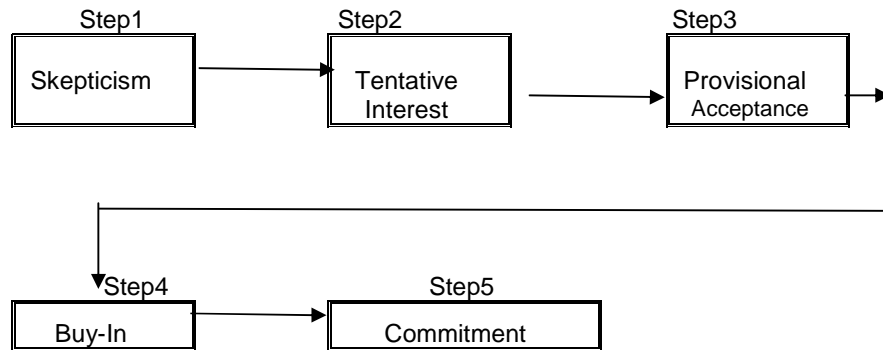 Step1 Step2 Step3
Skepticism
Tentative
Interest
Provisional
Acceptance
Step4 Step5
Buy-In
Commitment